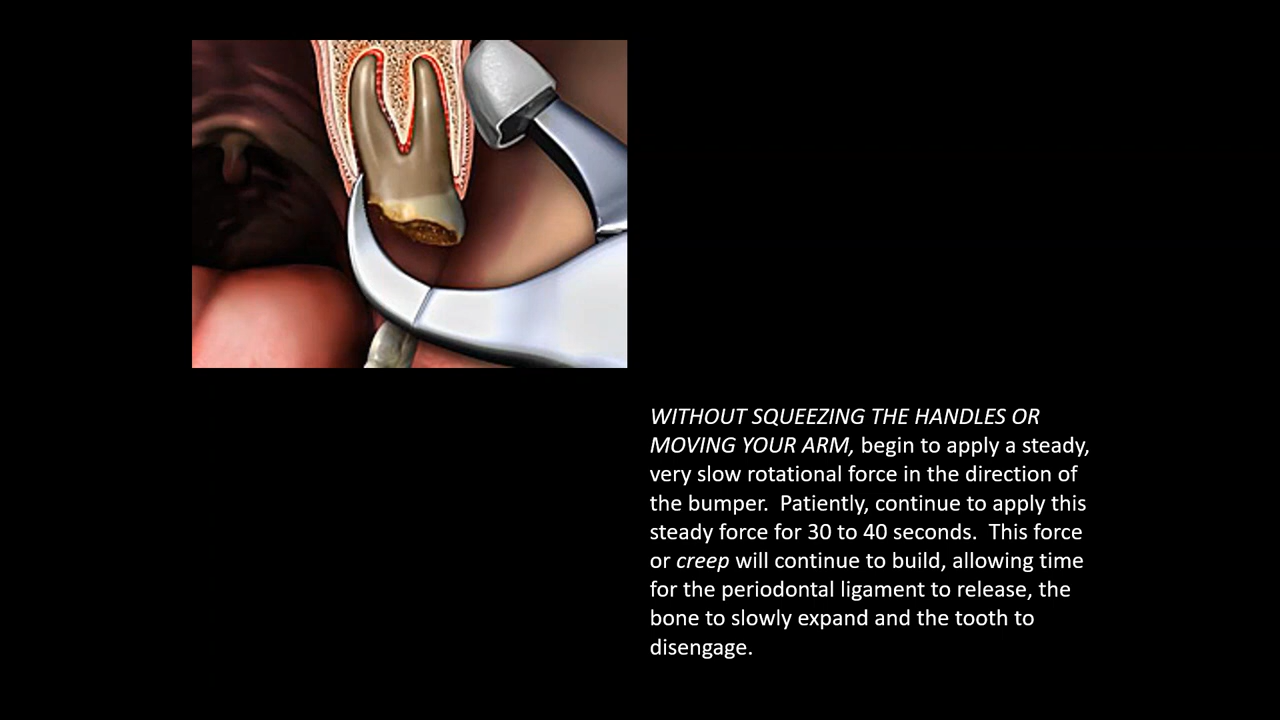 WITHOUT SQUEEZING THE HANDLES OR
MOVING YOUR ARM, begin to apply a steady,
very slow rotational force in the direction of
the bumper.  Patiently, continue to apply this
steady force for 30 to 40 seconds.  This force
or creep will continue to build, allowing time
for the periodontal ligament to release, the
bone to slowly expand and the tooth to
disengage.